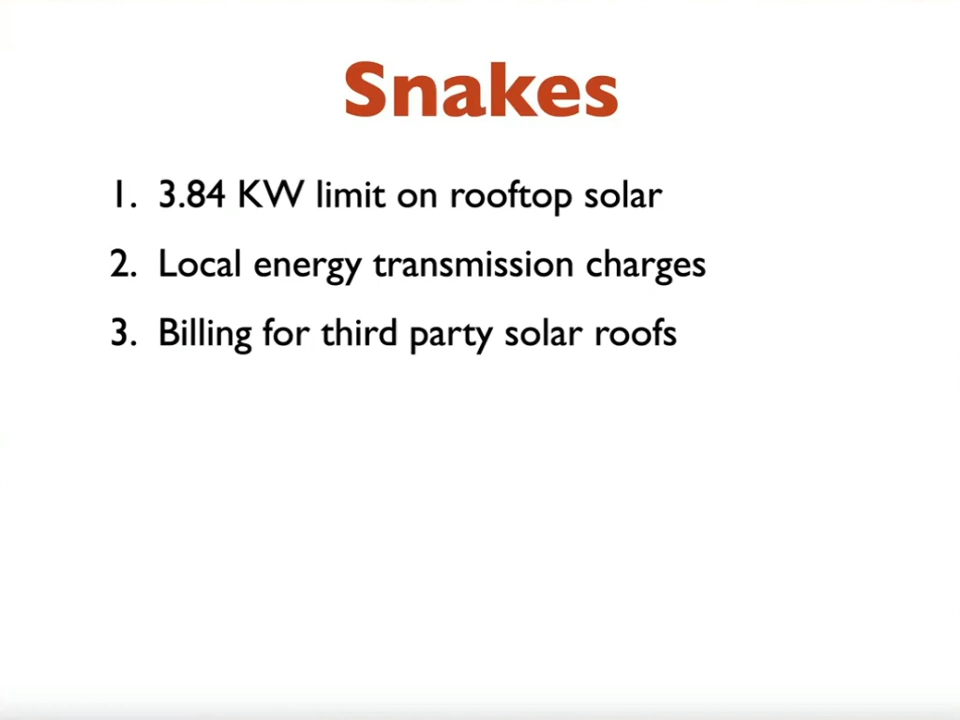 Snakes
1. 3.84 KW limit on rooftop solar
2. Local energy transmission charges
3. Billing for third party solar roofs